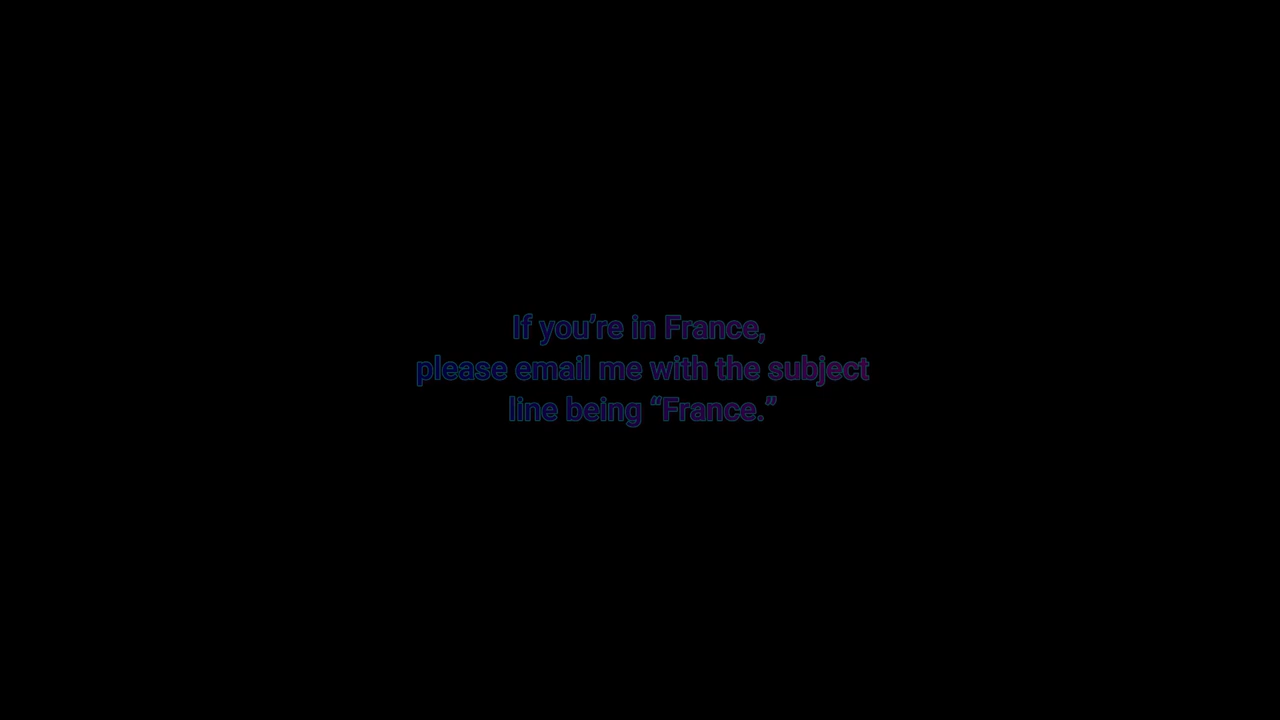 If you’re in France,
please email me with the subject
line being “France.”